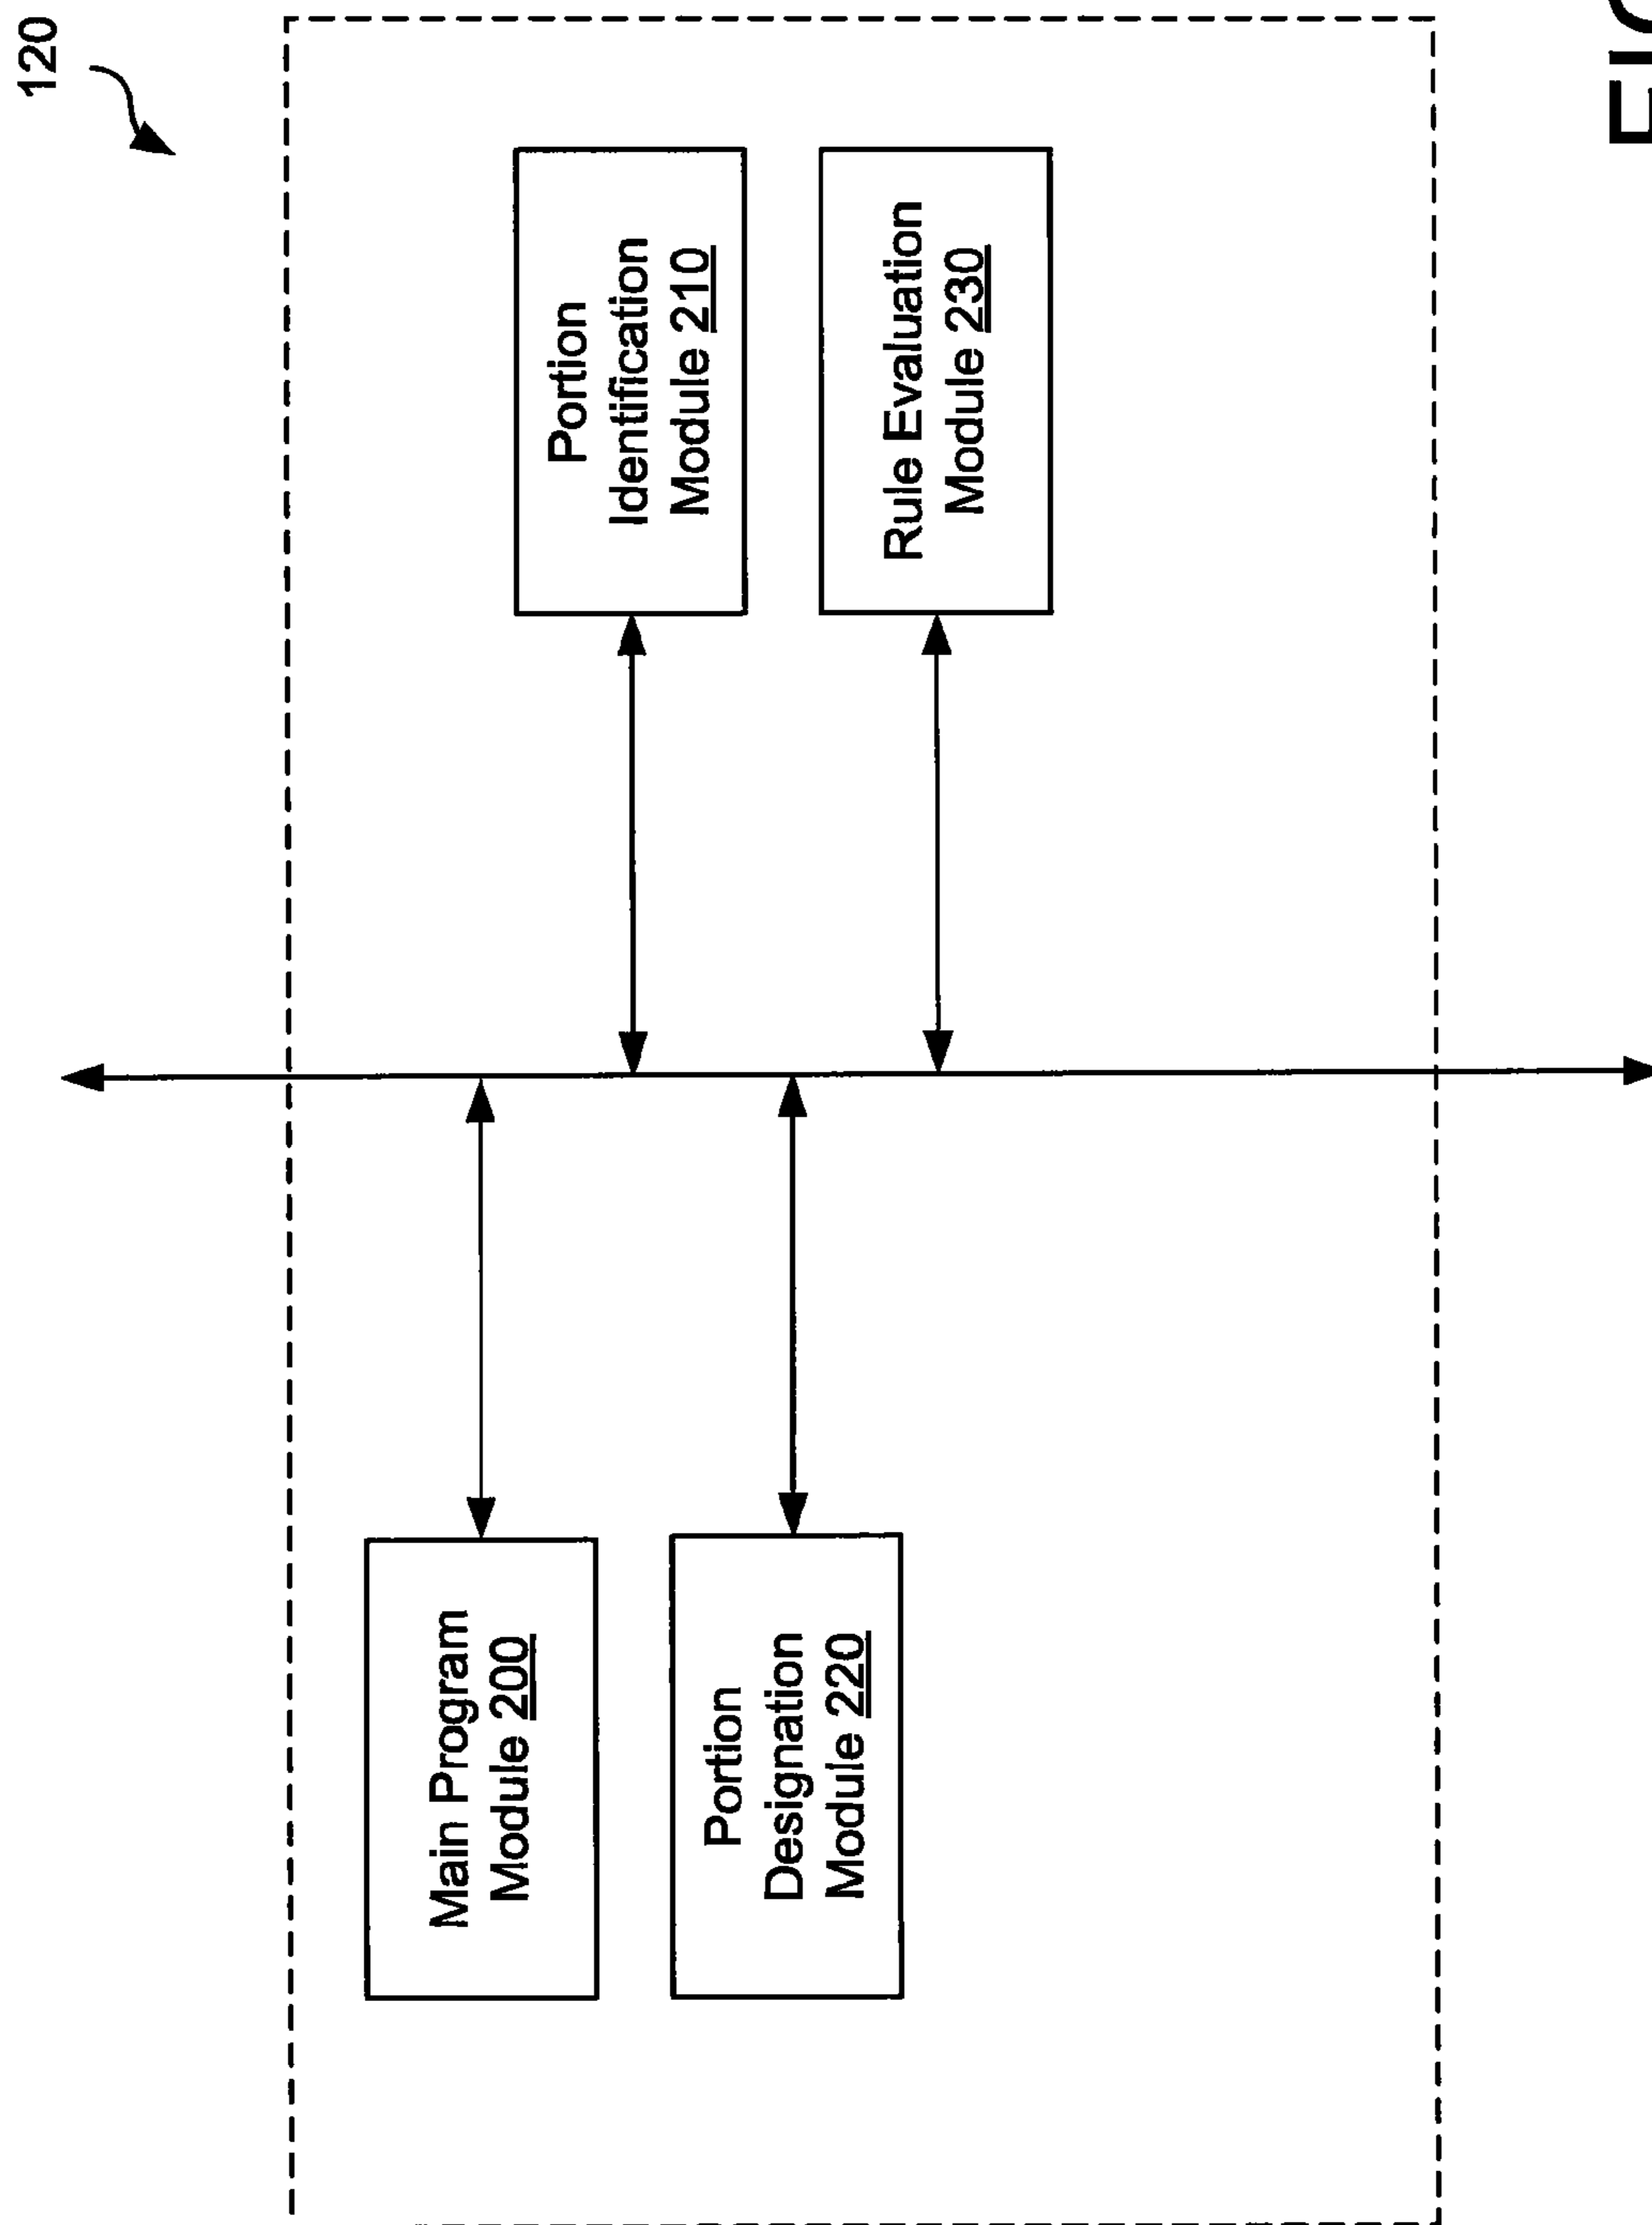 120
Main Program
Module 200
Portion
Identification
Module 210
Portion
Designation
Module 220
Rule Evaluation
Module 230